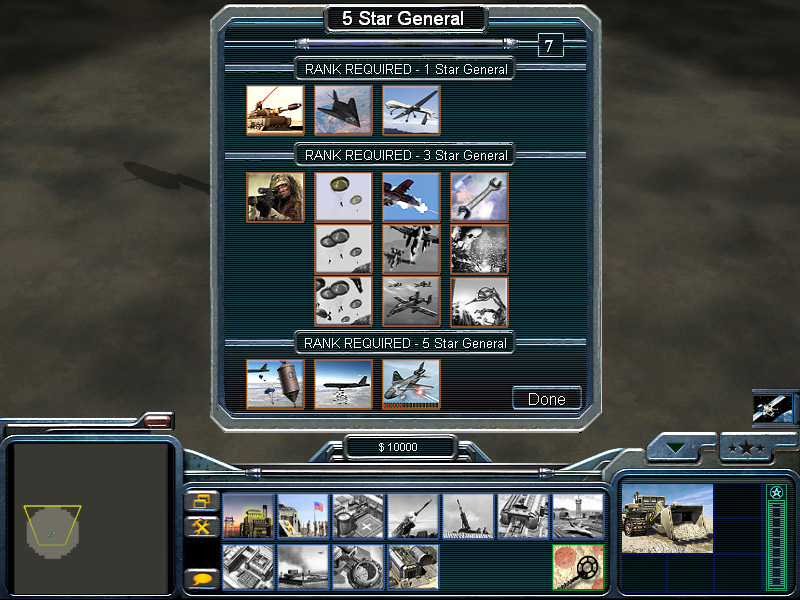 5 Star General
7
RANK REQUIRED - 1 Star General
RANK REQUIRED - 3 Star General
RANK REQUIRED - 5 Star General
Done
$ 10000